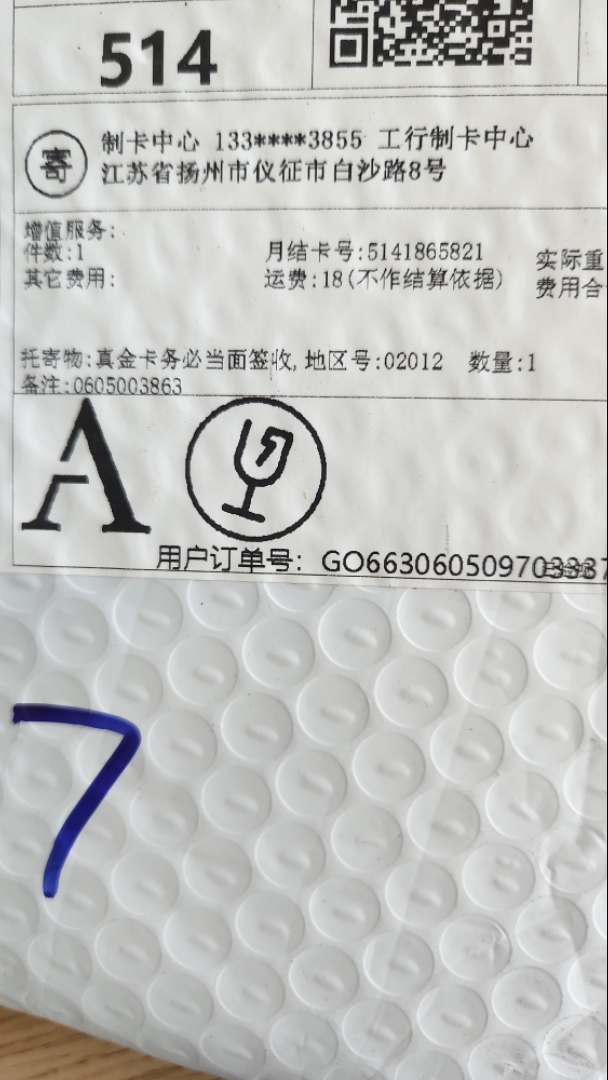 514
寄
制卡中心 133****3855 工行制卡中心
江苏省扬州市仪征市白沙路8号
增值服务:
件数:1 月结卡号:5141865821 实际重
其它费用: 运费:18(不作结算依据) 费用合
托寄物:真金卡务必当面签收,地区号:02012 数量:1
备注:0605003863
A
用户订单号: GO66306050970333
7